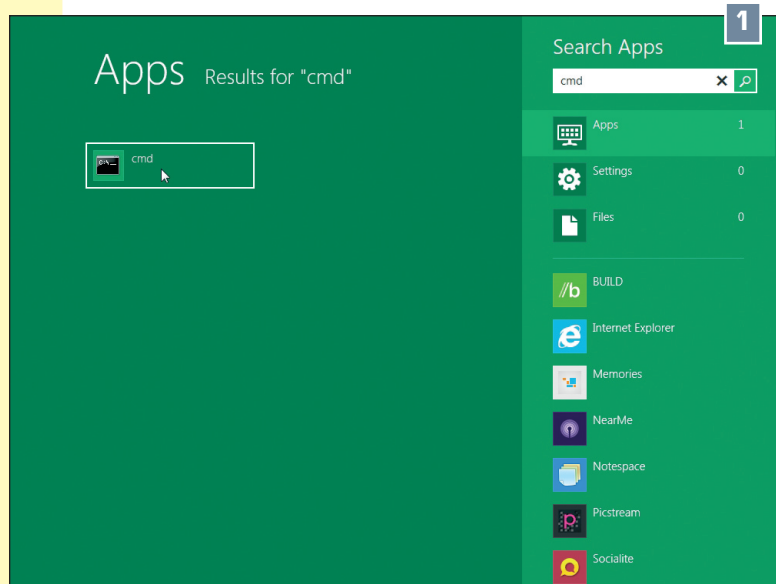 1
Apps Results for "cmd"
cmd
Search Apps
cmd
Apps 1
Settings 0
Files 0
//b BUILD
Internet Explorer
Memories
NearMe
Notespace
Picstream
Socialite